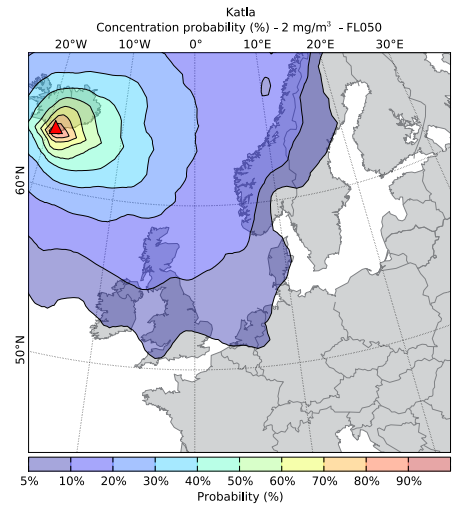 Katla
Concentration probability (%) - 2 mg/m³ - FL050
20°W 10°W 0° 10°E 20°E 30°E
60°N
50°N
5% 10% 20% 30% 40% 50% 60% 70% 80% 90%
Probability (%)